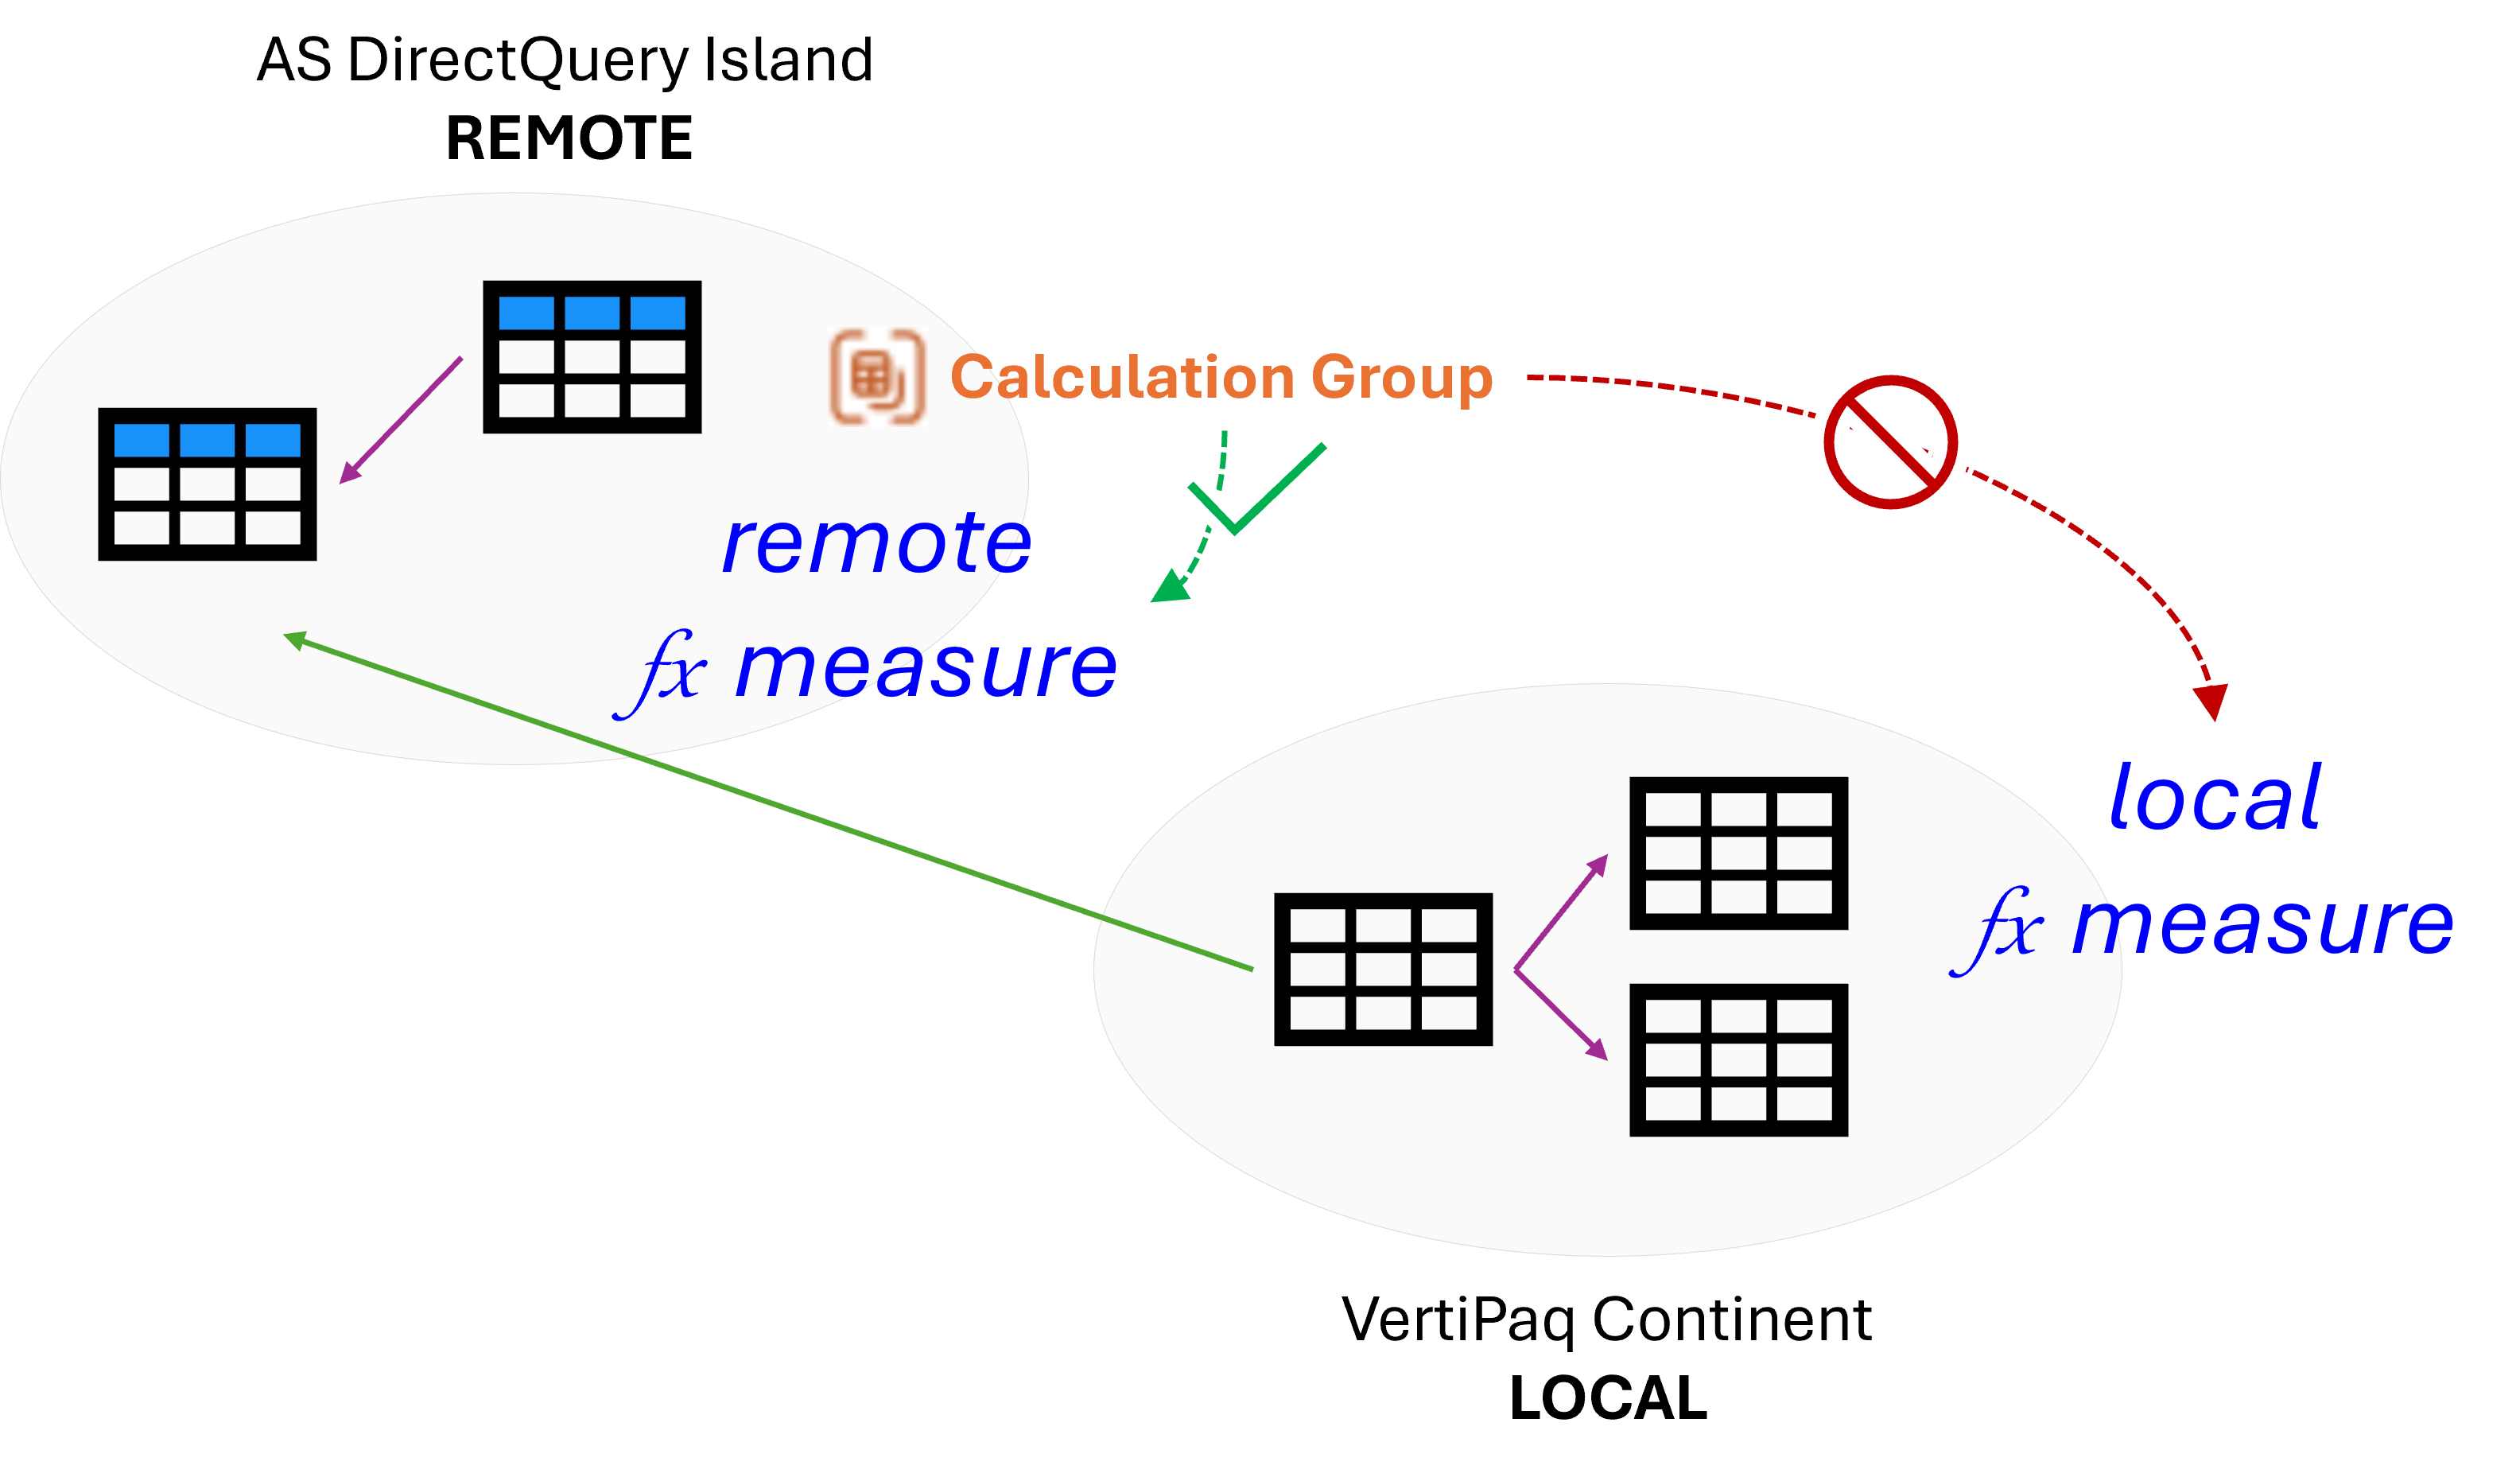 AS DirectQuery Island
REMOTE
Calculation Group
remote
fx measure
local
fx measure
VertiPaq Continent
LOCAL